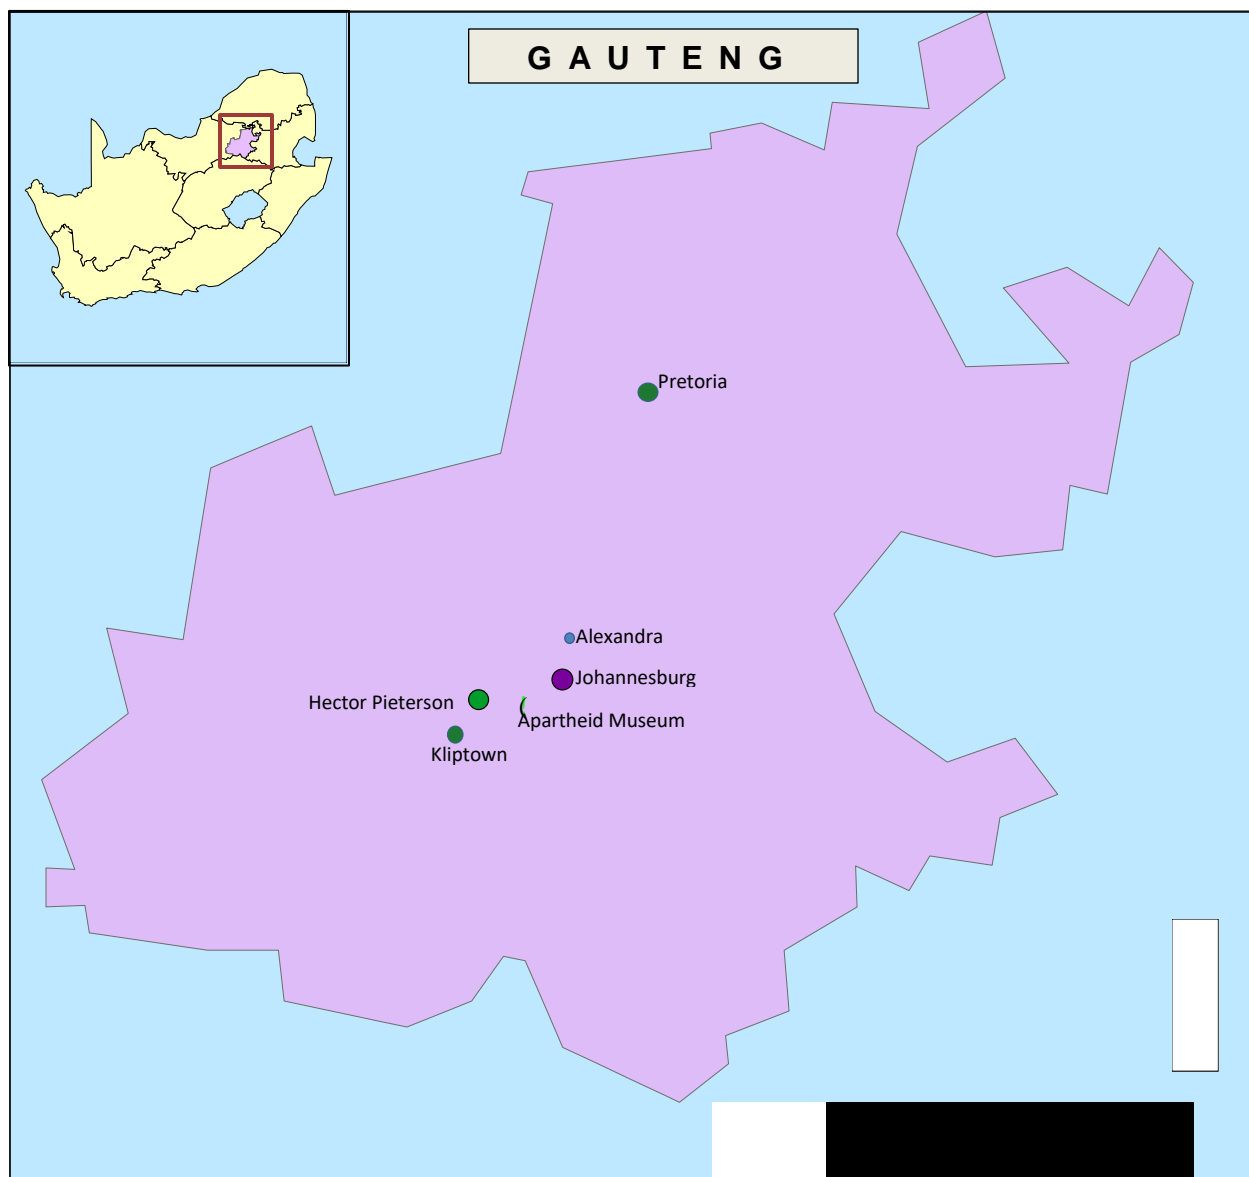 GAUTENG
Pretoria
Alexandra
Johannesburg
Hector Pieterson
Apartheid Museum
Kliptown